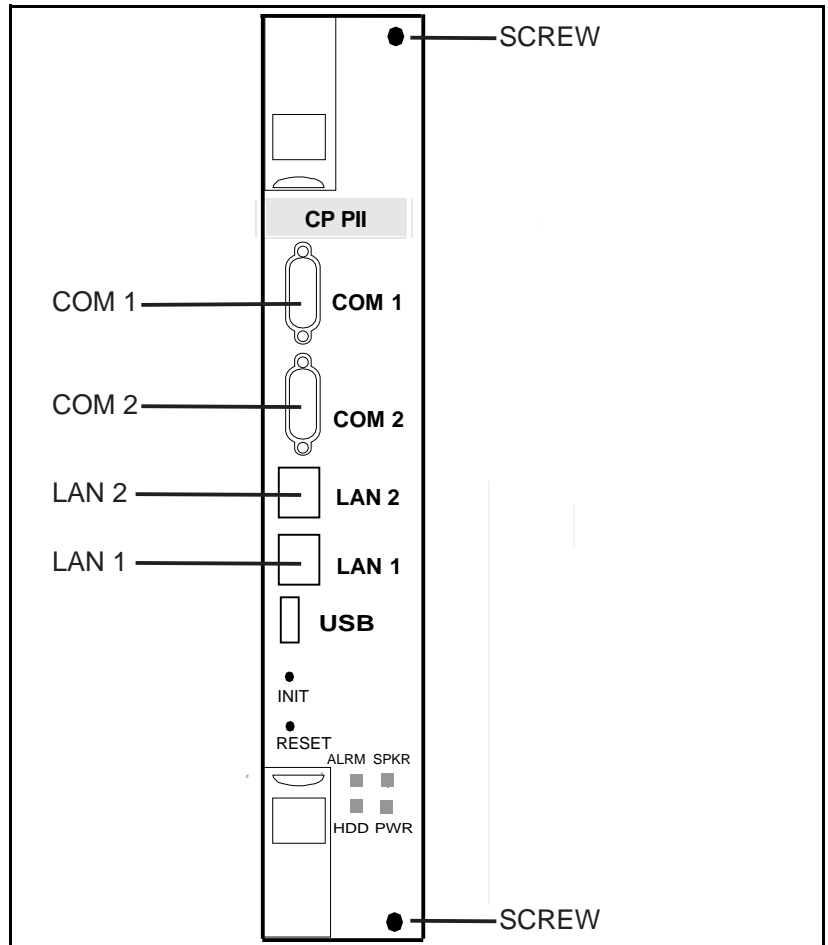 SCREW
CP PII
COM 1
COM 1
COM 2
COM 2
LAN 2
LAN 2
LAN 1
LAN 1
USB
INIT
RESET
ALRM SPKR
HDD PWR
SCREW